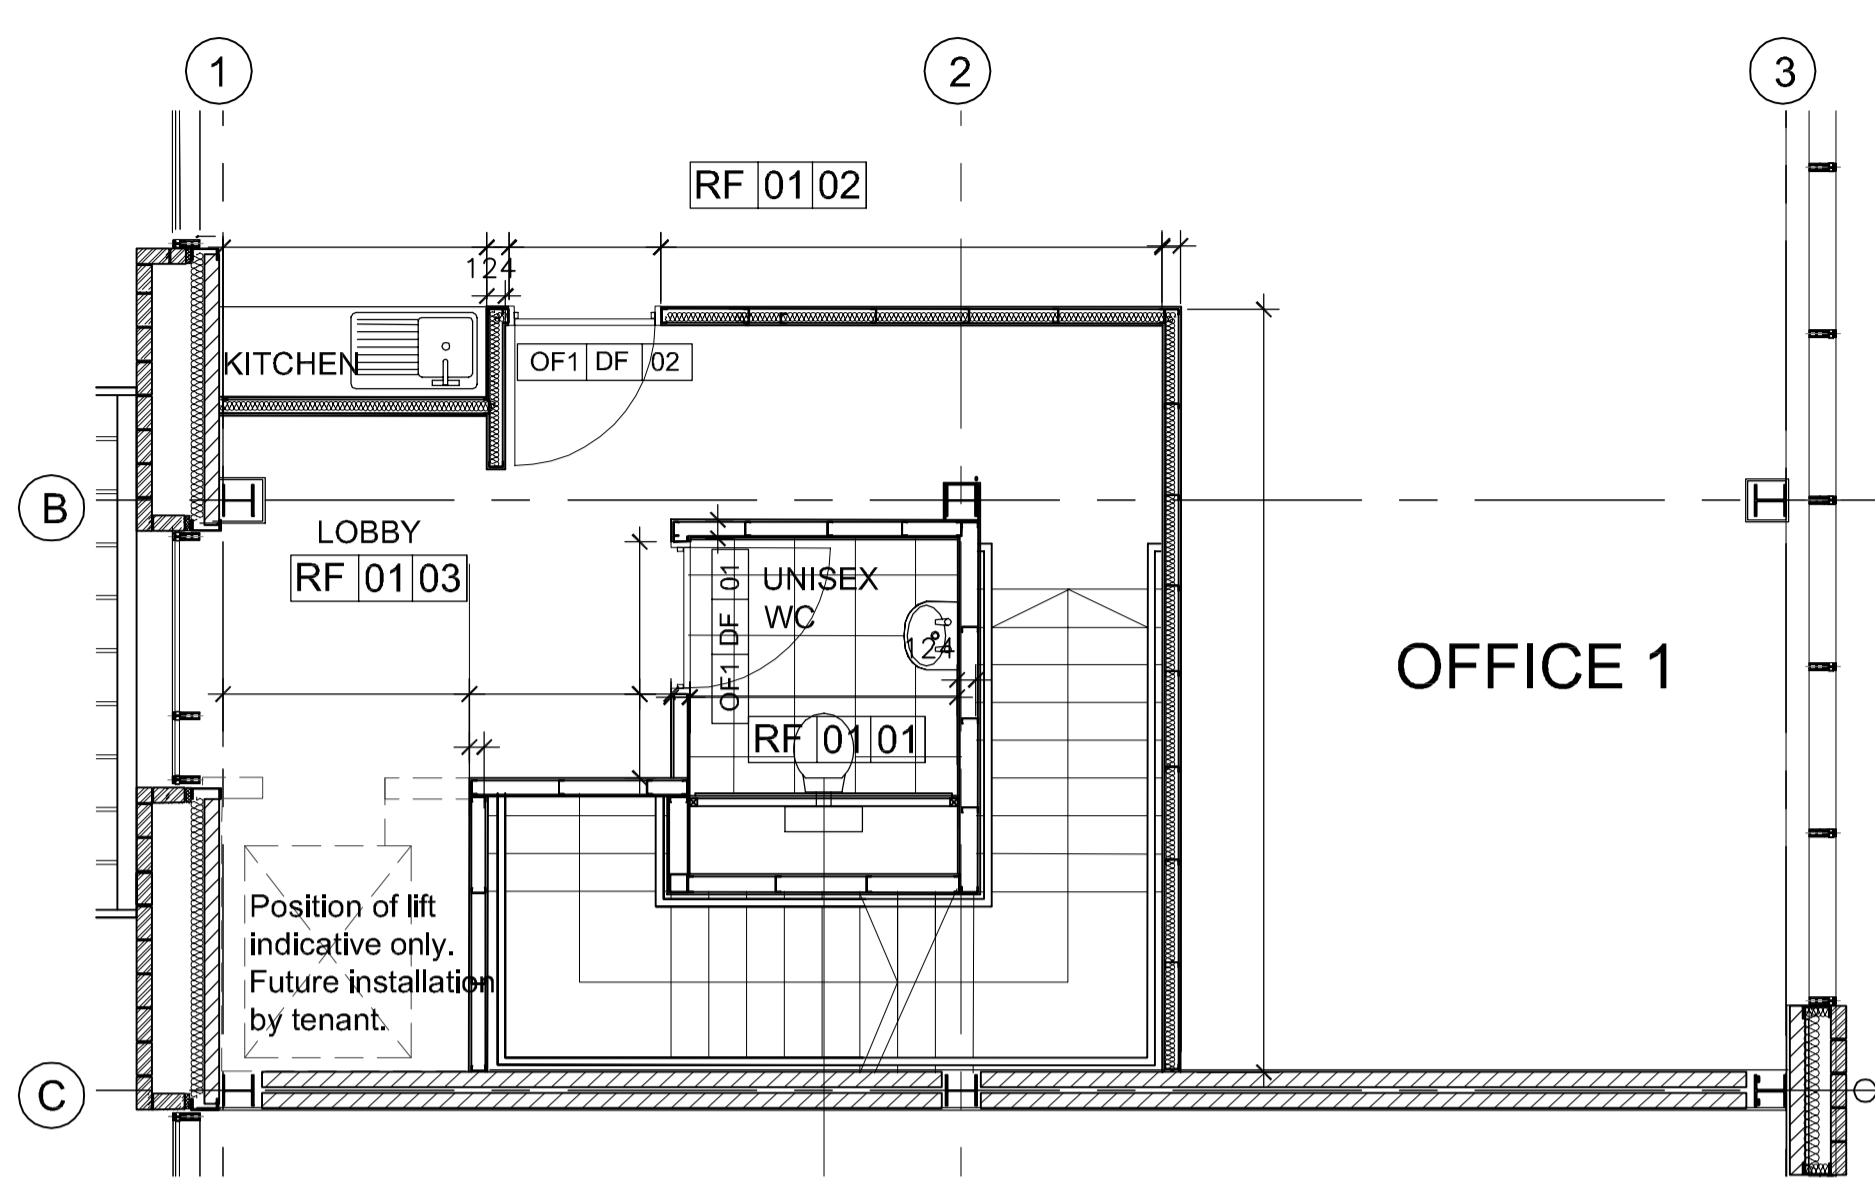 1
2
3
RF 01 02
124
KITCHEN
OF1 DF 02
B
LOBBY
RF 01 03
OF1 DF 01
UNISEX
WC
124
OFFICE 1
RF 01 01
Position of lift
indicative only.
Future installation
by tenant.
C